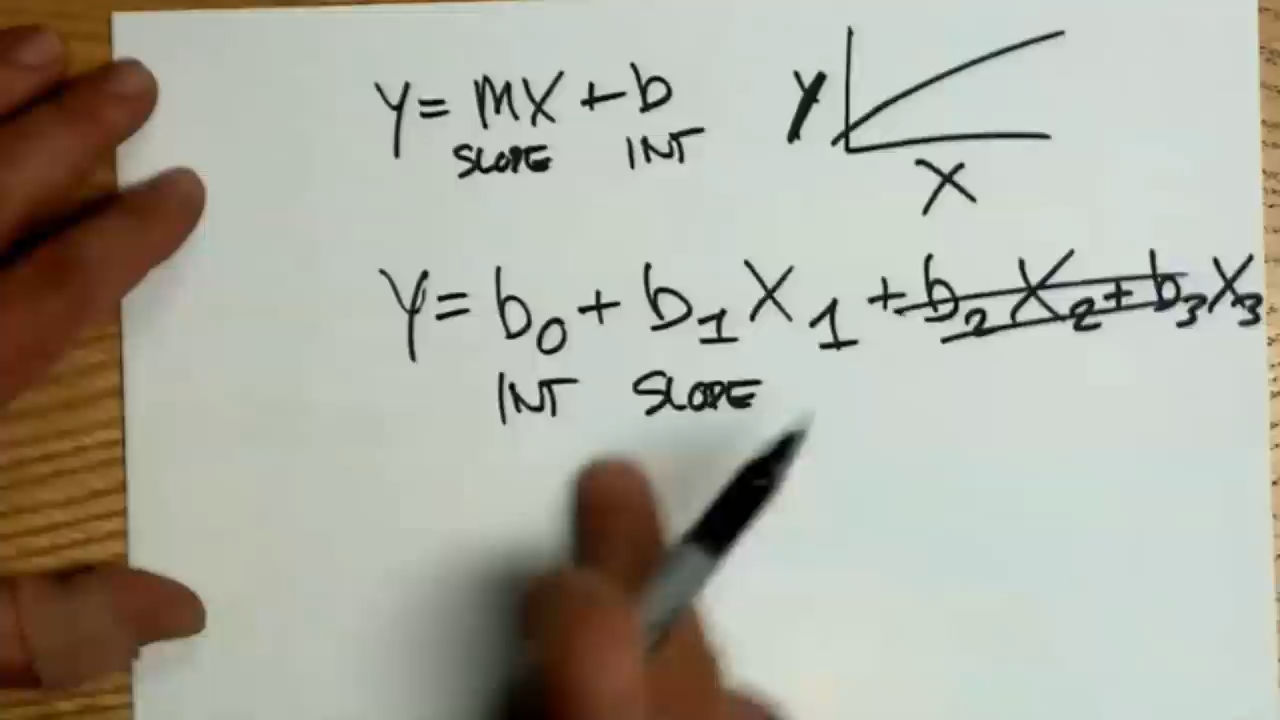 Y = mX + b
SLOPE INT
Y
X
Y = b₀ + b₁X₁ + b₂X₂ + b₃X₃
INT SLOPE